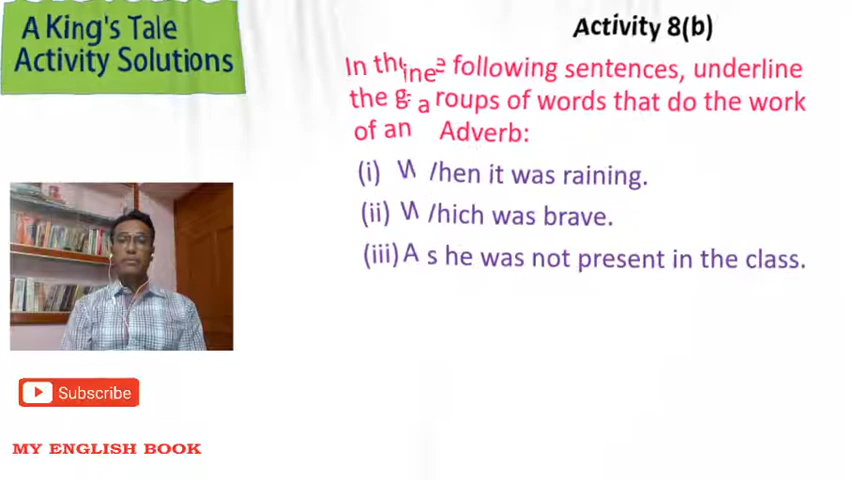 A King's Tale
Activity Solutions
Activity 8(b)
In the following sentences, underline
the groups of words that do the work
of an Adverb:
(i) When it was raining.
(ii) Which was brave.
(iii) As he was not present in the class.
Subscribe
MY ENGLISH BOOK